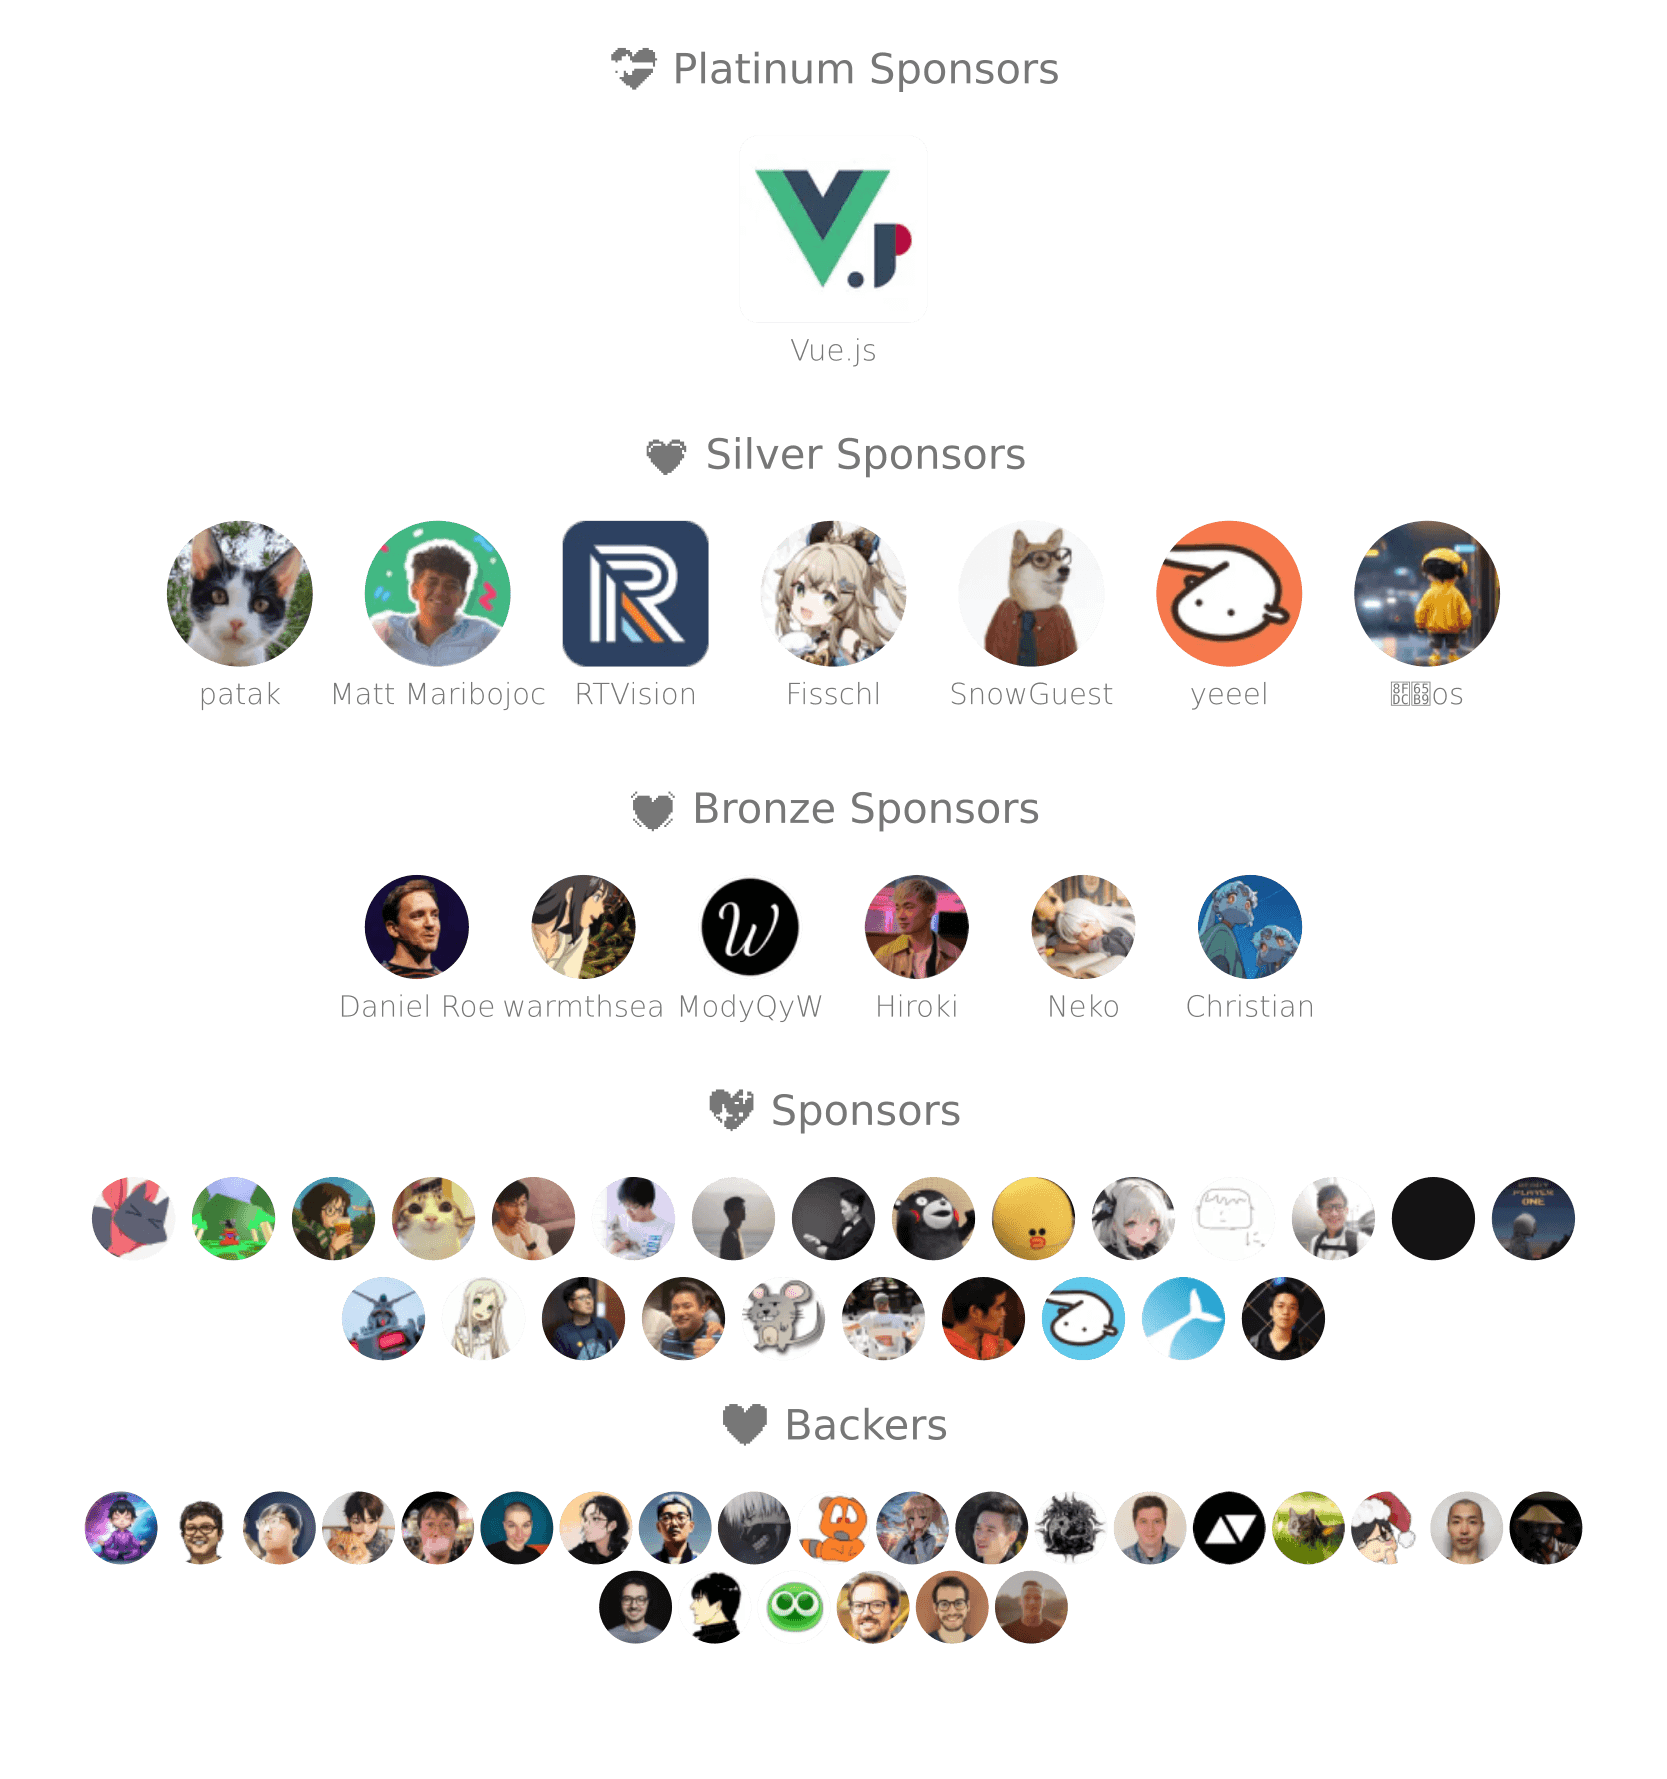 Platinum Sponsors
Vue.js
Silver Sponsors
patak
Matt Maribojoc
RTVision
Fisschl
SnowGuest
yeeel
os
Bronze Sponsors
Daniel Roe
warmthsea
ModyQyW
Hiroki
Neko
Christian
Sponsors
PLAYER
ONE
Backers